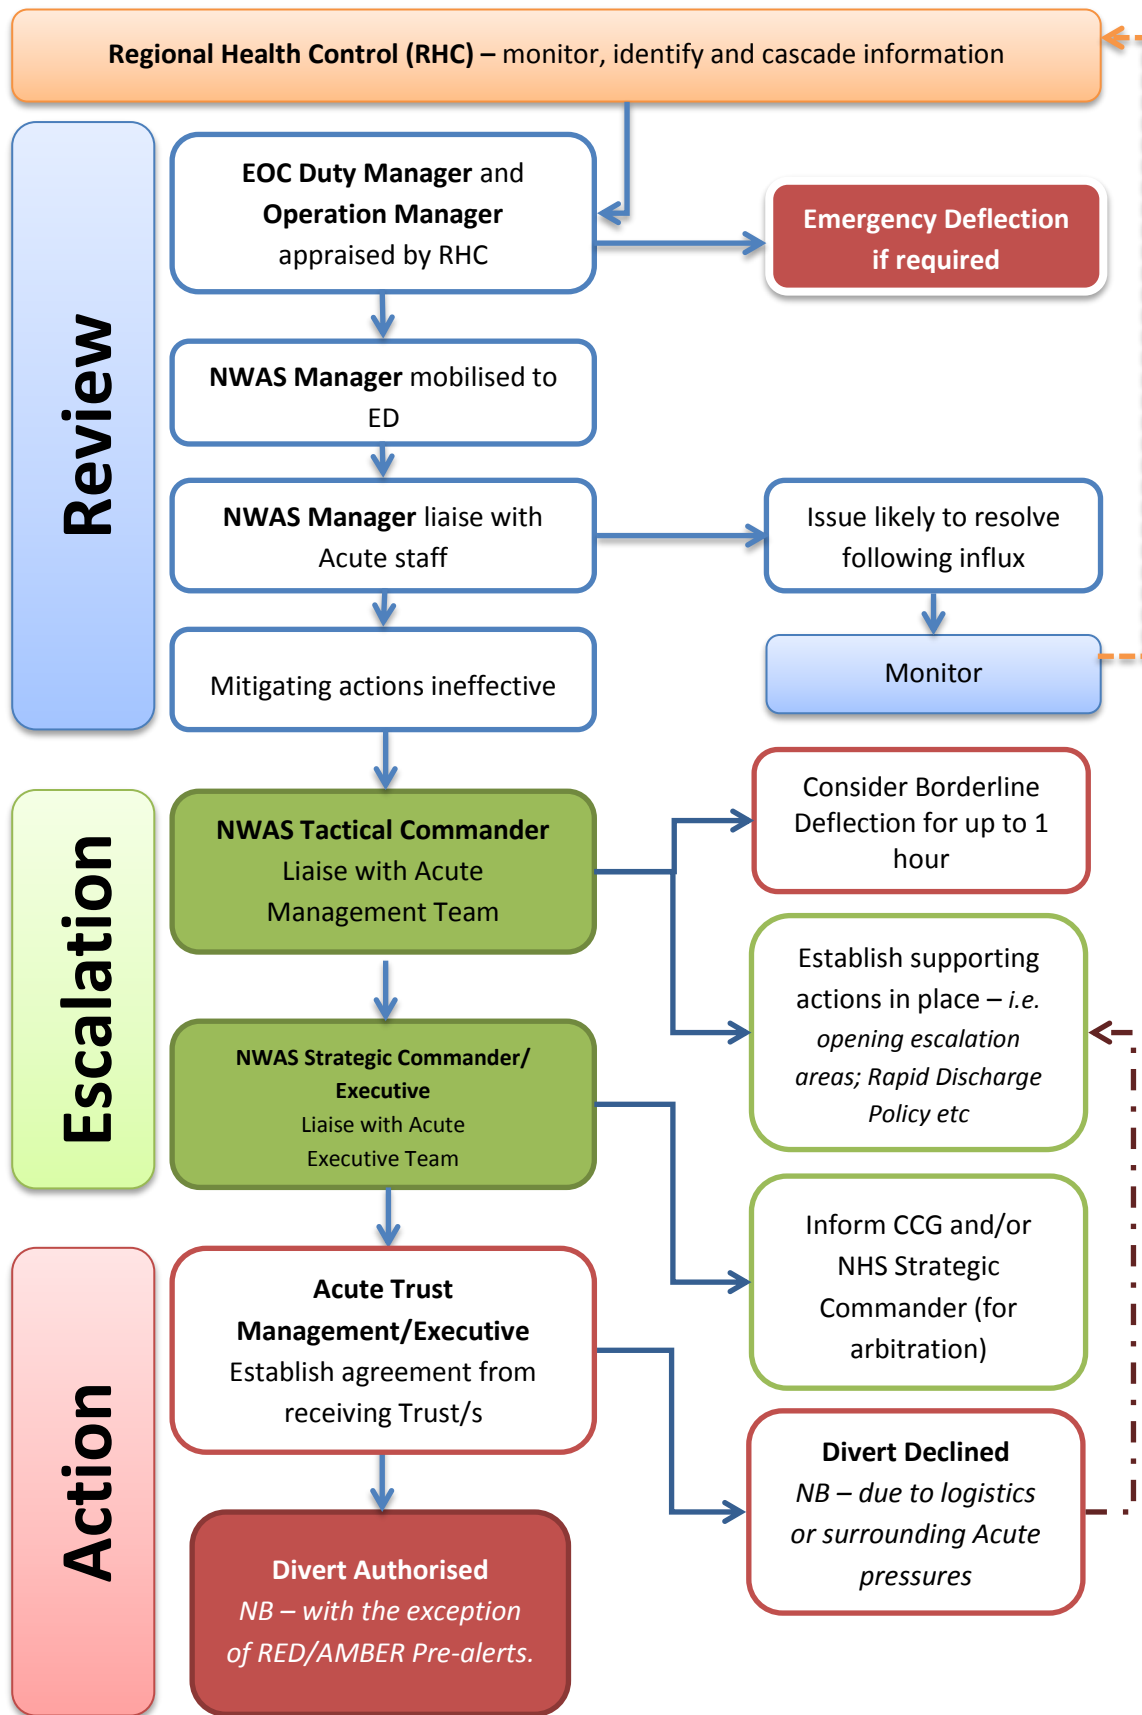 Regional Health Control (RHC) – monitor, identify and cascade information
Review
EOC Duty Manager and
Operation Manager
appraised by RHC
Emergency Deflection
if required
NWAS Manager mobilised to
ED
NWAS Manager liaise with
Acute staff
Issue likely to resolve
following influx
Mitigating actions ineffective
Monitor
Escalation
NWAS Tactical Commander
Liaise with Acute
Management Team
Consider Borderline
Deflection for up to 1
hour
Establish supporting
actions in place – i.e.
opening escalation
areas; Rapid Discharge
Policy etc
NWAS Strategic Commander/
Executive
Liaise with Acute
Executive Team
Inform CCG and/or
NHS Strategic
Commander (for
arbitration)
Action
Acute Trust
Management/Executive
Establish agreement from
receiving Trust/s
Divert Declined
NB – due to logistics
or surrounding Acute
pressures
Divert Authorised
NB – with the exception
of RED/AMBER Pre-alerts.